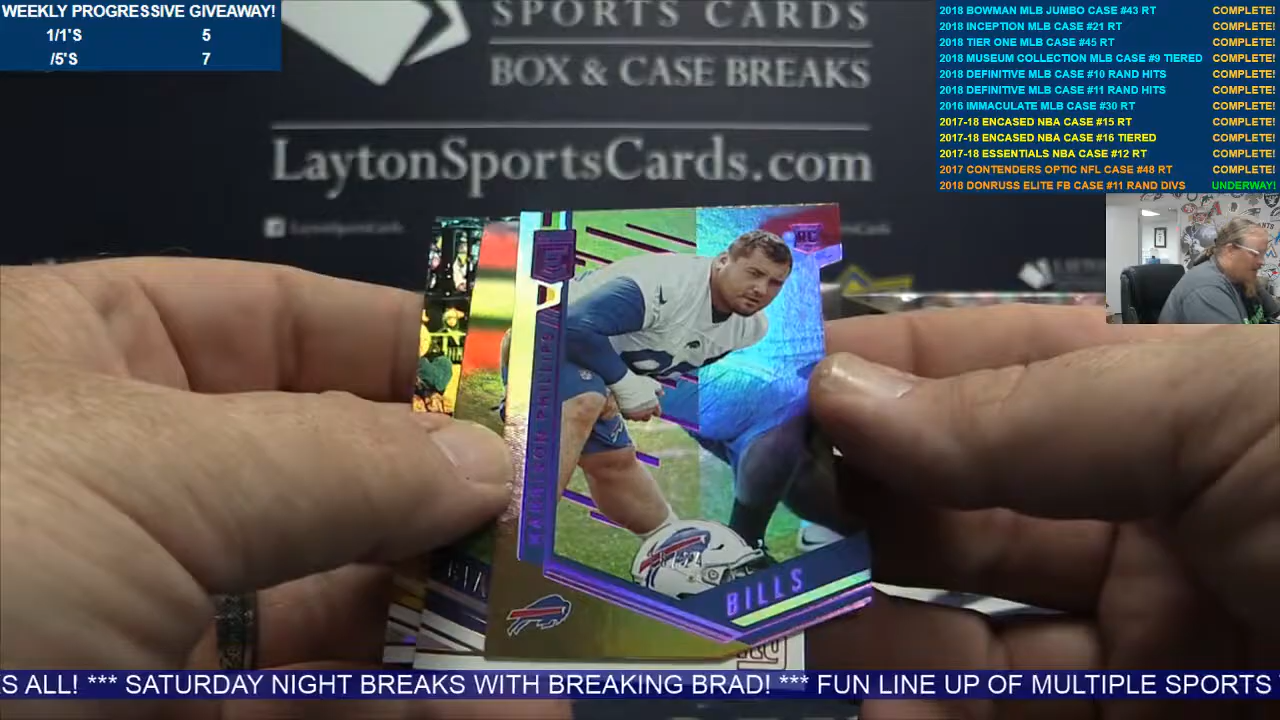 WEEKLY PROGRESSIVE GIVEAWAY!
1/1'S 5
/5'S 7
SPORTS CARDS
BOX & CASE BREAKS
LaytonSportsCards.com
2018 BOWMAN MLB JUMBO CASE #43 RT COMPLETE!
2018 INCEPTION MLB CASE #21 RT COMPLETE!
2018 TIER ONE MLB CASE #45 RT COMPLETE!
2018 MUSEUM COLLECTION MLB CASE #9 TIERED COMPLETE!
2018 DEFINITIVE MLB CASE #10 RAND HITS COMPLETE!
2018 DEFINITIVE MLB CASE #11 RAND HITS COMPLETE!
2016 IMMACULATE MLB CASE #30 RT COMPLETE!
2017-18 ENCASED NBA CASE #15 RT COMPLETE!
2017-18 ENCASED NBA CASE #16 TIERED COMPLETE!
2017-18 ESSENTIALS NBA CASE #12 RT COMPLETE!
2017 CONTENDERS OPTIC NFL CASE #48 RT COMPLETE!
2018 DONRUSS ELITE FB CASE #11 RAND DIVS UNDERWAY!
RC
HARRISON PHILLIPS
BILLS
S ALL! *** SATURDAY NIGHT BREAKS WITH BREAKING BRAD! *** FUN LINE UP OF MULTIPLE SPORTS